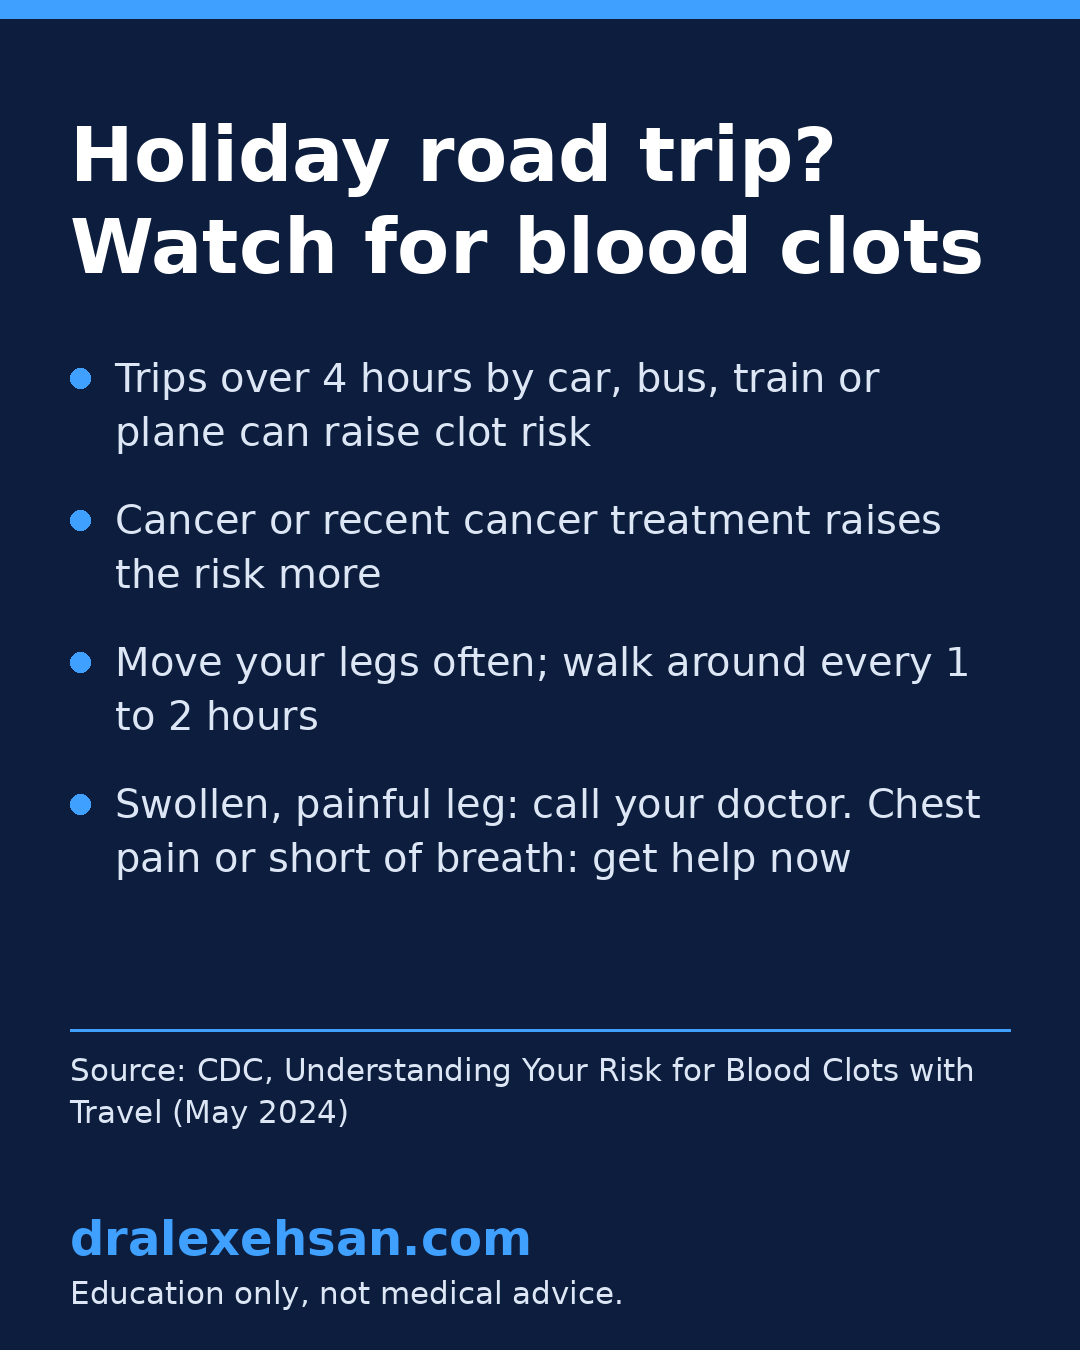 Holiday road trip?
Watch for blood clots
Trips over 4 hours by car, bus, train or
plane can raise clot risk
Cancer or recent cancer treatment raises
the risk more
Move your legs often; walk around every 1
to 2 hours
Swollen, painful leg: call your doctor. Chest
pain or short of breath: get help now
Source: CDC, Understanding Your Risk for Blood Clots with
Travel (May 2024)
dralexehsan.com
Education only, not medical advice.